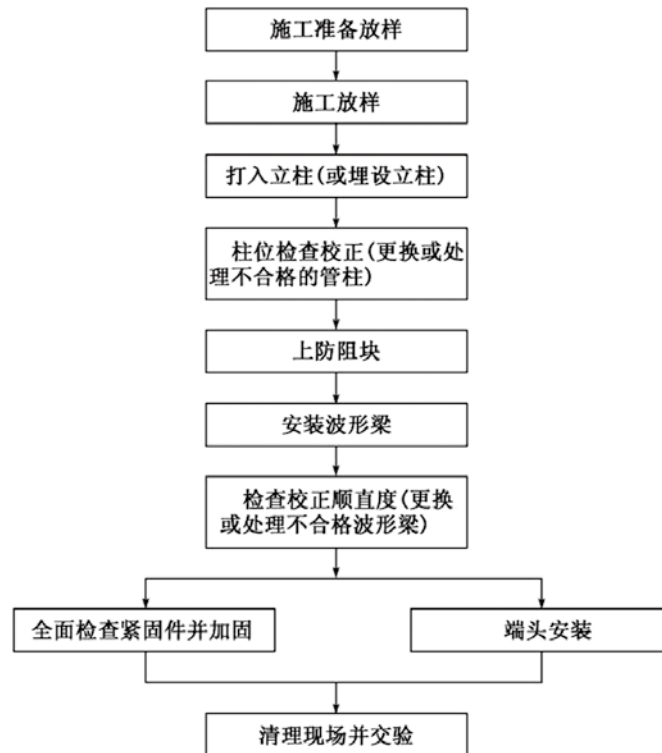 施工准备放样
施工放样
打入立柱(或埋设立柱)
柱位检查校正(更换或处
理不合格的管柱)
上防阻块
安装波形梁
检查校正顺直度(更换
或处理不合格波形梁)
全面检查紧固件并加固
端头安装
清理现场并交验